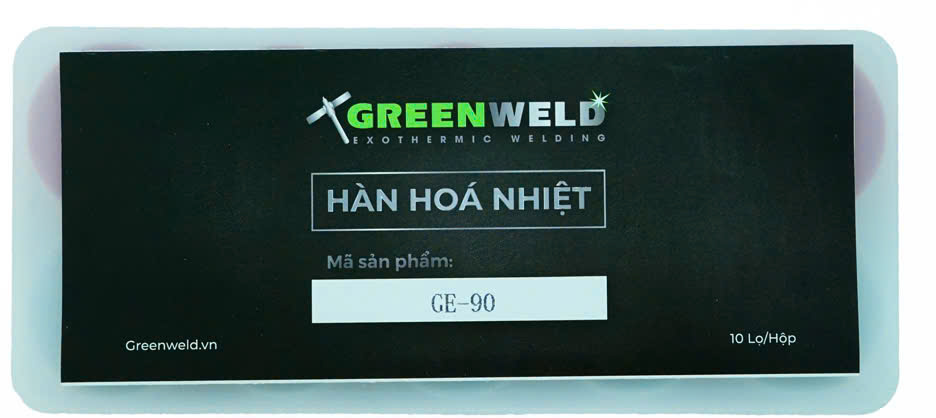 GREENWELD
EXOTHERMIC WELDING
HÀN HOÁ NHIỆT
Mã sản phẩm:
GE-90
Greenweld.vn
10 Lọ/Hộp